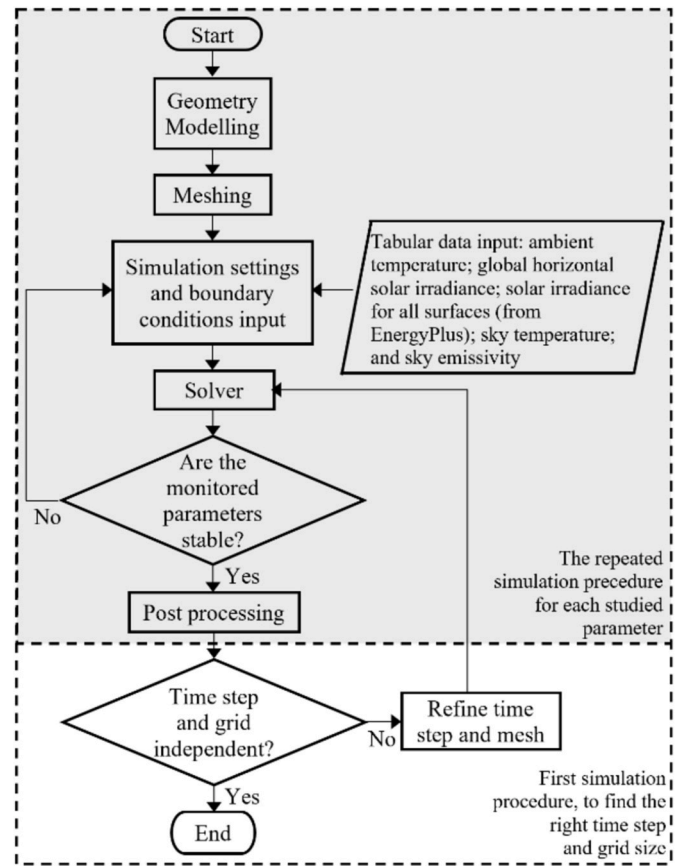 Start
Geometry
Modelling
Meshing
Simulation settings
and boundary
conditions input
Tabular data input: ambient
temperature; global horizontal
solar irradiance; solar irradiance
for all surfaces (from
EnergyPlus); sky temperature;
and sky emissivity
Solver
Are the
monitored
parameters
stable?
No
Yes
Post processing
The repeated
simulation precedure
for each studied
parameter
Time step
and grid
independent?
No
Refine time
step and mesh
Yes
End
First simulation
procedure, to find the
right time step
and grid size